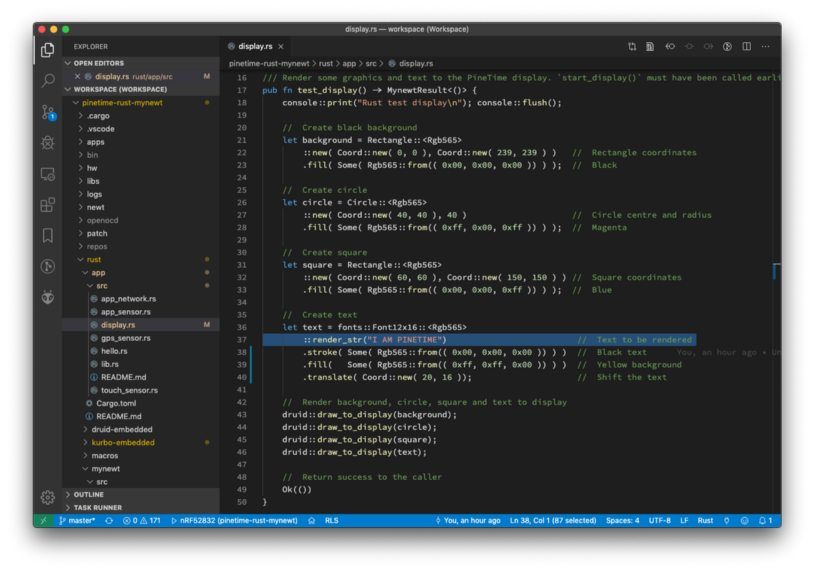 display.rs — workspace (Workspace)
EXPLORER
OPEN EDITORS
display.rs rust/app/src M
WORKSPACE (WORKSPACE)
pinetime-rust-mynewt
.cargo
.vscode
apps
bin
hw
libs
logs
newt
openocd
patch
repos
rust
app
src
app_network.rs
app_sensor.rs
display.rs M
gps_sensor.rs
hello.rs
lib.rs
README.md
touch_sensor.rs
Cargo.toml
README.md
druid-embedded
kurbo-embedded
macros
mynewt
src
OUTLINE
TASK RUNNER
1
display.rs
pinetime-rust-mynewt > rust > app > src > display.rs
16 /// Render some graphics and text to the PineTime display. `start_display()` must have been called earli
17 pub fn test_display() → MynewtResult<()> {
18 console::print("Rust test display\n"); console::flush();
19
20 // Create black background
21 let background = Rectangle::<Rgb565>
22 ::new( Coord::new( 0, 0 ), Coord::new( 239, 239 ) ) // Rectangle coordinates
23 .fill( Some( Rgb565::from(( 0x00, 0x00, 0x00 )) ) ); // Black
24
25 // Create circle
26 let circle = Circle::<Rgb565>
27 ::new( Coord::new( 40, 40 ), 40 ) // Circle centre and radius
28 .fill( Some( Rgb565::from(( 0xff, 0x00, 0xff )) ) ); // Magenta
29
30 // Create square
31 let square = Rectangle::<Rgb565>
32 ::new( Coord::new( 60, 60 ), Coord::new( 150, 150 ) ) // Square coordinates
33 .fill( Some( Rgb565::from(( 0x00, 0x00, 0xff )) ) ); // Blue
34
35 // Create text
36 let text = fonts::Font12x16::<Rgb565>
37 ::render_str("I AM PINETIME") // Text to be rendered
38 .stroke( Some( Rgb565::from(( 0x00, 0x00, 0x00 )) ) ) // Black text You, an hour ago • Un
39 .fill( Some( Rgb565::from(( 0xff, 0xff, 0x00 )) ) ) // Yellow background
40 .translate( Coord::new( 20, 16 )); // Shift the text
41
42 // Render background, circle, square and text to display
43 druid::draw_to_display(background);
44 druid::draw_to_display(circle);
45 druid::draw_to_display(square);
46 druid::draw_to_display(text);
47
48 // Return success to the caller
49 Ok(())
50 }
master* 0 171 nRF52832 (pinetime-rust-mynewt) RLS You, an hour ago Ln 38, Col 1 (87 selected) Spaces: 4 UTF-8 LF Rust 1